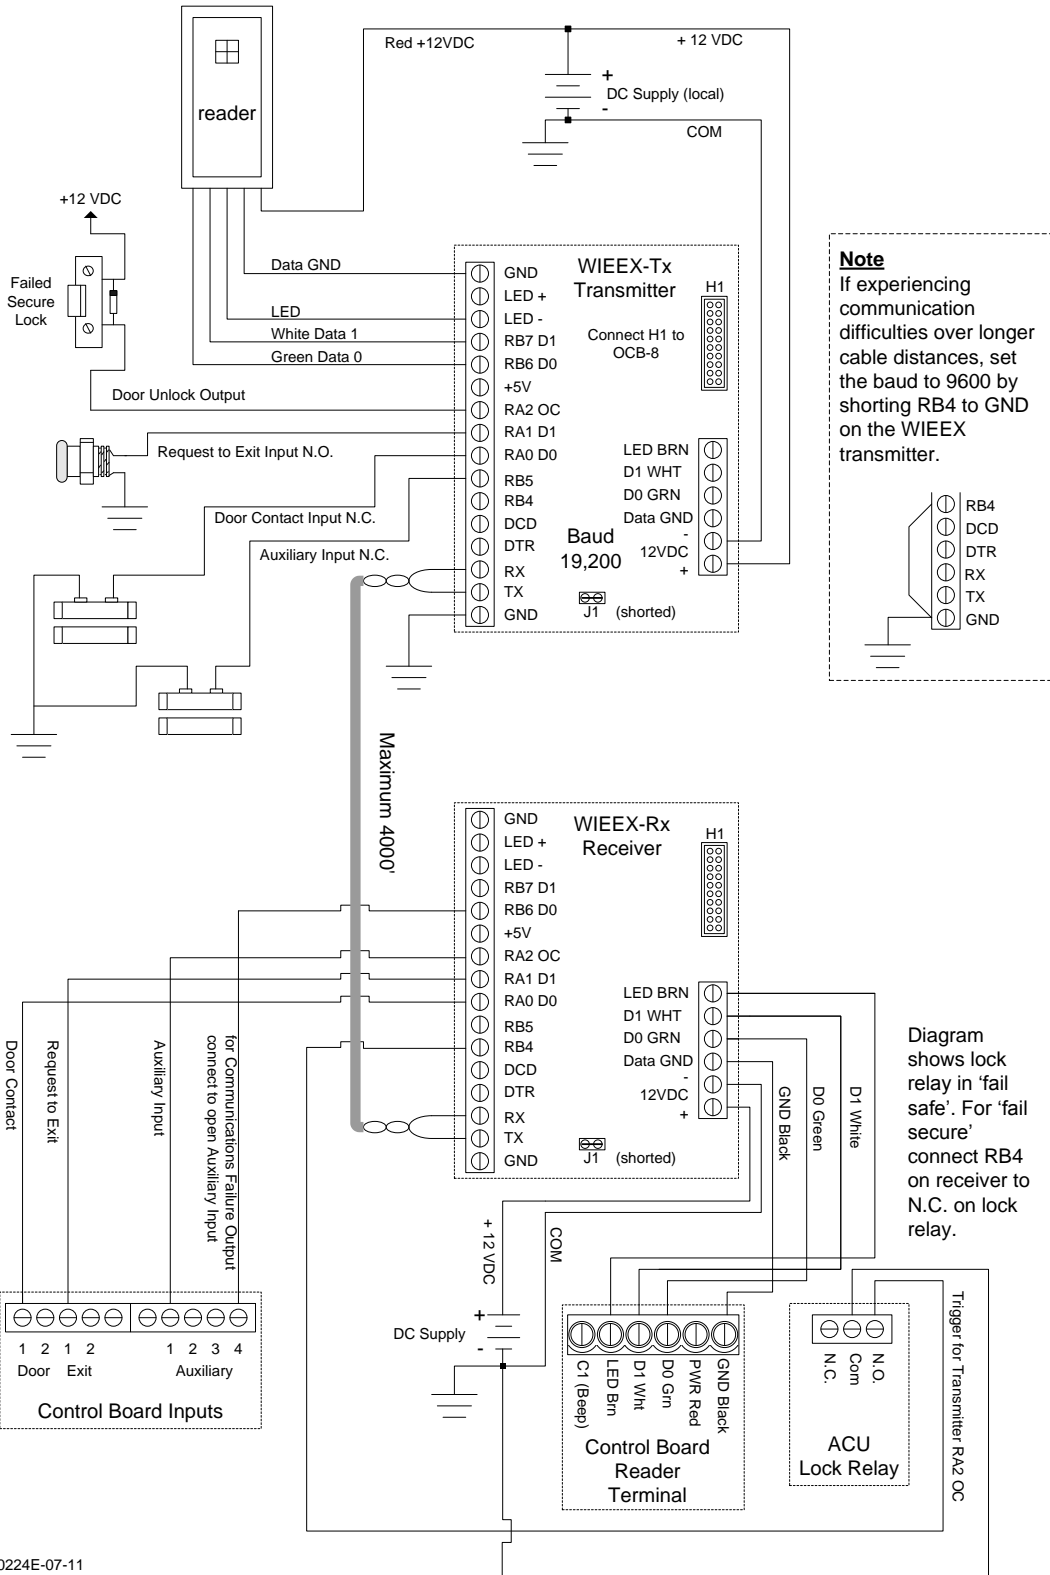 Red +12VDC
+ 12 VDC
+
DC Supply (local)
-
COM
reader
+12 VDC
Failed
Secure
Lock
Data GND
LED
White Data 1
Green Data 0
Door Unlock Output
Request to Exit Input N.O.
Door Contact Input N.C.
Auxiliary Input N.C.
GND
LED +
LED -
RB7 D1
RB6 D0
+5V
RA2 OC
RA1 D1
RA0 D0
RB5
RB4
DCD
DTR
RX
TX
GND
WIEEX-Tx
Transmitter
H1
Connect H1 to
OCB-8
LED BRN
D1 WHT
D0 GRN
Data GND
-
12VDC
+
Baud
19,200
J1 (shorted)
Note
If experiencing
communication
difficulties over longer
cable distances, set
the baud to 9600 by
shorting RB4 to GND
on the WIEEX
transmitter.
RB4
DCD
DTR
RX
TX
GND
Maximum 4000'
GND
LED +
LED -
RB7 D1
RB6 D0
+5V
RA2 OC
RA1 D1
RA0 D0
RB5
RB4
DCD
DTR
RX
TX
GND
WIEEX-Rx
Receiver
H1
LED BRN
D1 WHT
D0 GRN
Data GND
-
12VDC
+
J1 (shorted)
Door Contact
Request to Exit
Auxiliary Input
for Communications Failure Output
connect to open Auxiliary Input
GND Black
D0 Green
D1 White
Diagram
shows lock
relay in ‘fail
safe’. For ‘fail
secure’
connect RB4
on receiver to
N.C. on lock
relay.
+ 12 VDC
COM
+
DC Supply
-
1 2 1 2 1 2 3 4
Door Exit Auxiliary
Control Board Inputs
C1 (Beep)
LED Brn
D1 Wht
D0 Grn
PWR Red
GND Black
Control Board
Reader
Terminal
N.C.
Com
N.O.
ACU
Lock Relay
Trigger for Transmitter RA2 OC
0224E-07-11